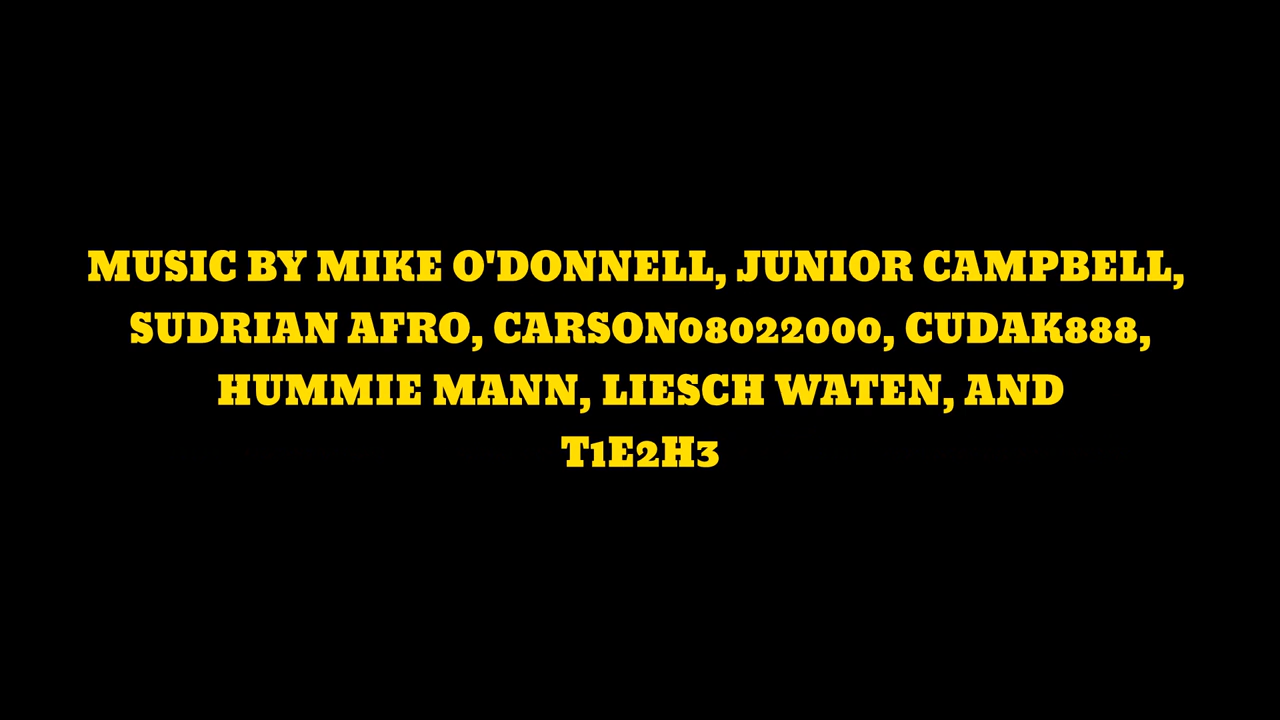 MUSIC BY MIKE O'DONNELL, JUNIOR CAMPBELL,
SUDRIAN AFRO, CARSON08022000, CUDAK888,
HUMMIE MANN, LIESCH WATEN, AND
T1E2H3